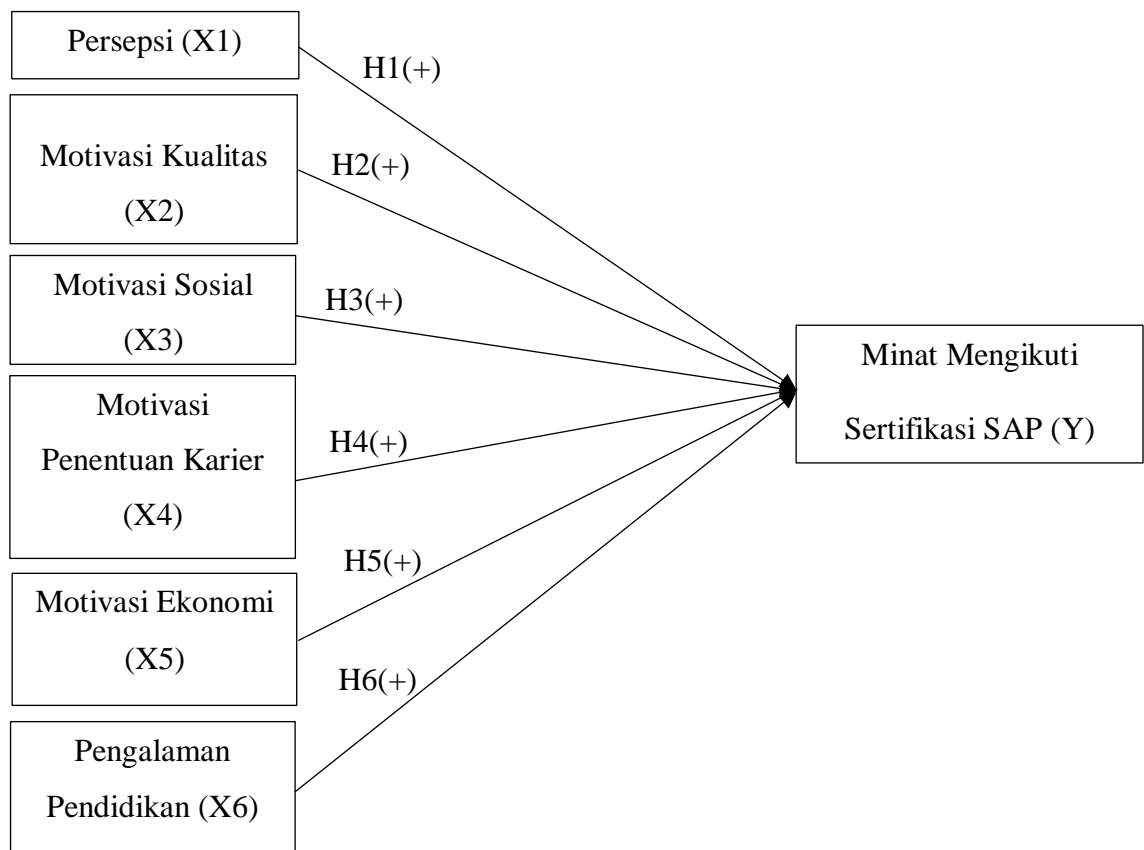 Persepsi (X1)
H1(+)
Motivasi Kualitas
(X2)
H2(+)
Motivasi Sosial
(X3)
H3(+)
Motivasi
Penentuan Karier
(X4)
H4(+)
Motivasi Ekonomi
(X5)
H5(+)
Pengalaman
Pendidikan (X6)
H6(+)
Minat Mengikuti
Sertifikasi SAP (Y)